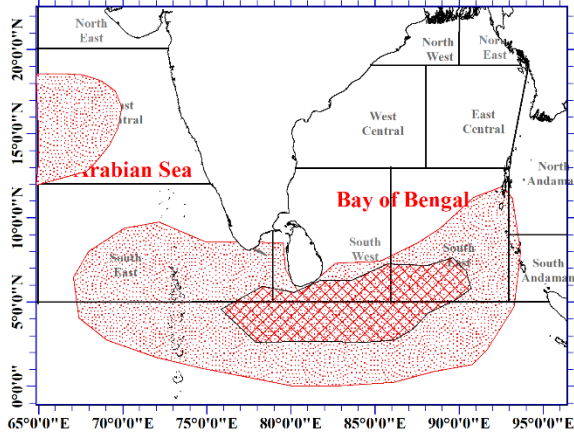 North
East
North
West
North
East
20°0'0"N
15°0'0"N
10°0'0"N
5°0'0"N
0°0'0"
West
Central
East
Central
Arabian Sea
North
Andaman
Bay of Bengal
South
East
South
West
South
East
South
Andaman
65°0'0"E 70°0'0"E 75°0'0"E 80°0'0"E 85°0'0"E 90°0'0"E 95°0'0"E